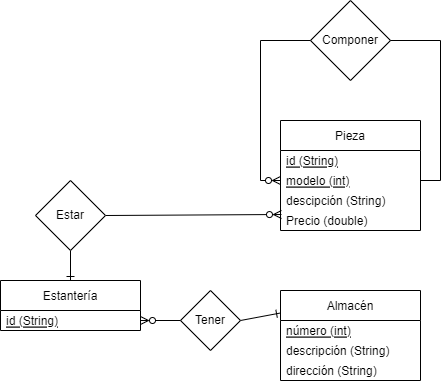 Componer
Pieza
id (String)
modelo (int)
descipción (String)
Precio (double)
Estar
Estantería
id (String)
Tener
Almacén
número (int)
descripción (String)
dirección (String)